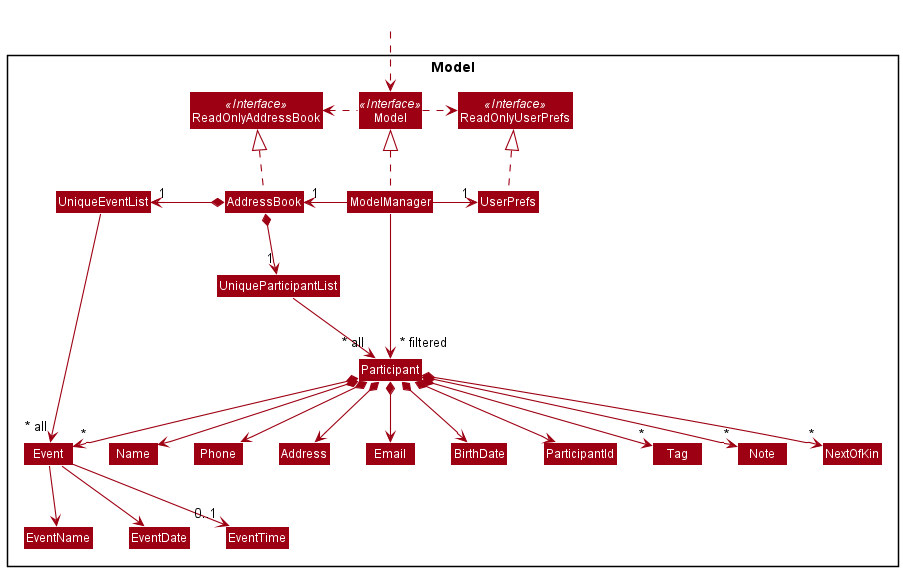 Model
«Interface»
ReadOnlyAddressBook
«Interface»
Model
«Interface»
ReadOnlyUserPrefs
UniqueEventList
1
AddressBook
1
ModelManager
1
UserPrefs
1
UniqueParticipantList
* all
* filtered
Participant
* all
*
*
*
*
Event
Name
Phone
Address
Email
BirthDate
ParticipantId
Tag
Note
NextOfKin
0..1
EventName
EventDate
EventTime